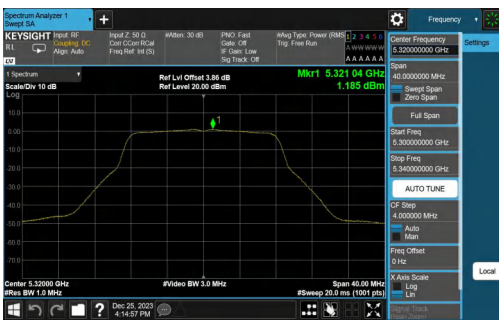 Spectrum Analyzer 1
Swept SA
Frequency
KEYSIGHT
Input: RF
Input Z: 50 Ω
#Atten: 30 dB
PNO: Fast
#Avg Type: Power (RMS
1 2 3 4 5 6
RL
Coupling: DC
Corr CCorr RCal
Gate: Off
Trig: Free Run
Align: Auto
Freq Ref: Int (S)
IF Gain: Low
A W W W W W
Sig Track: Off
A A A A A A
1 Spectrum
Ref Lvl Offset 3.86 dB
Mkr1 5.321 04 GHz
Scale/Div 10 dB
Ref Level 20.00 dBm
1.185 dBm
Log
10.0
0.00
1
-10.0
-20.0
-30.0
-40.0
-50.0
-60.0
-70.0
Center 5.32000 GHz
#Video BW 3.0 MHz
Span 40.00 MHz
#Res BW 1.0 MHz
#Sweep 20.0 ms (1001 pts)
Dec 25, 2023
4:14:57 PM
?
Center Frequency
5.320000000 GHz
Settings
Span
40.0000000 MHz
Swept Span
Zero Span
Full Span
Start Freq
5.300000000 GHz
Stop Freq
5.340000000 GHz
AUTO TUNE
CF Step
4.000000 MHz
Auto
Man
Freq Offset
0 Hz
X Axis Scale
Log
Lin
Local
Signal Track